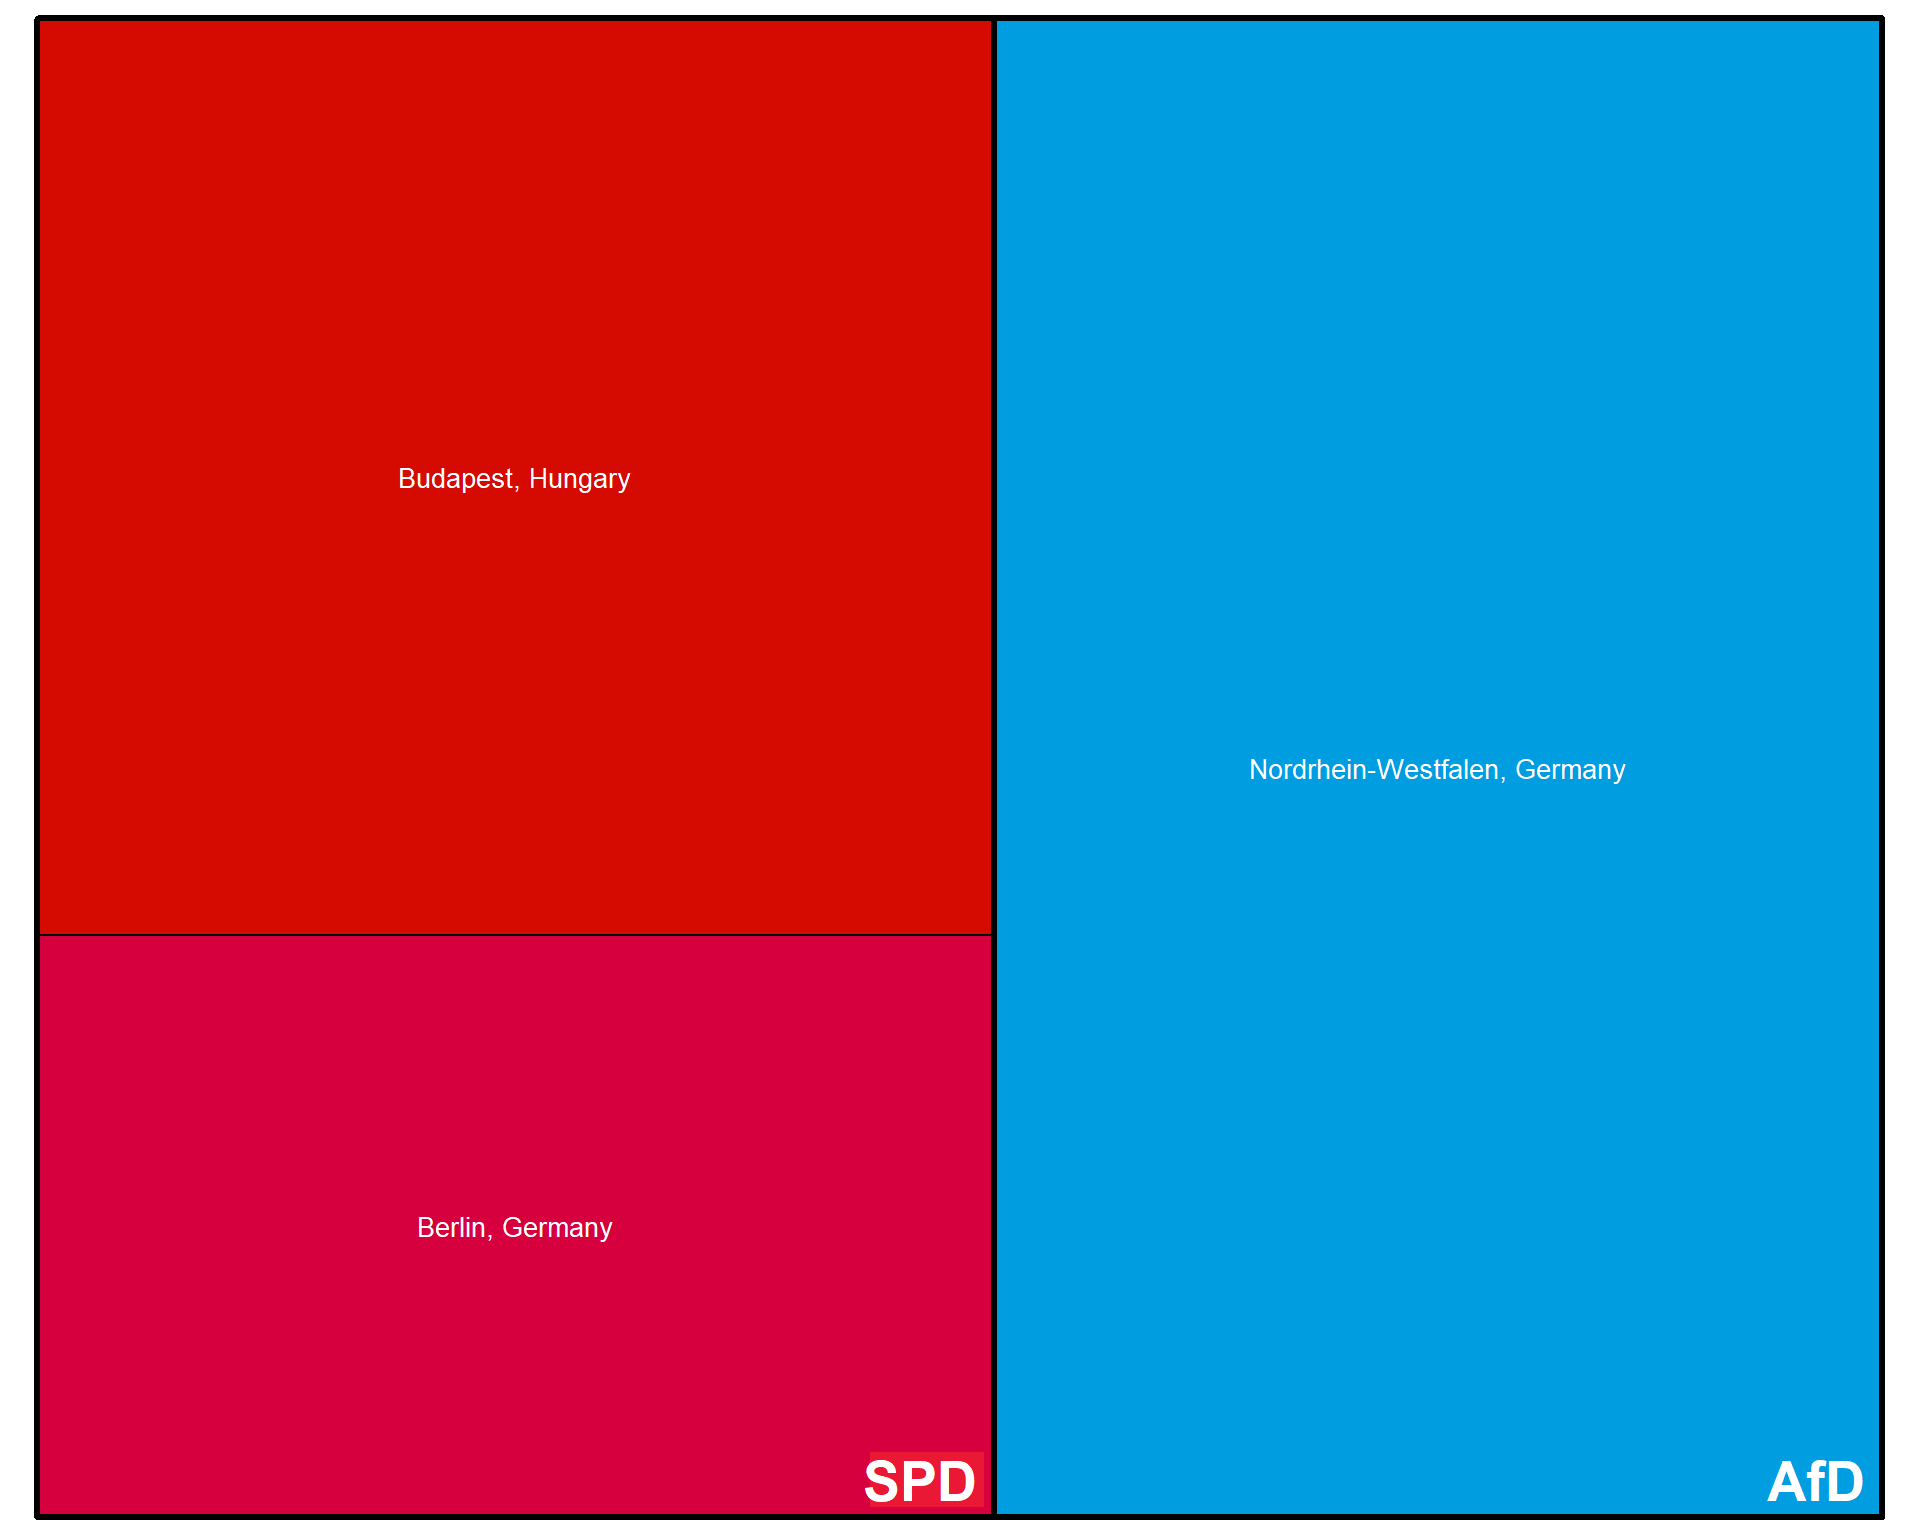 Budapest, Hungary
Nordrhein-Westfalen, Germany
Berlin, Germany
SPD
AfD